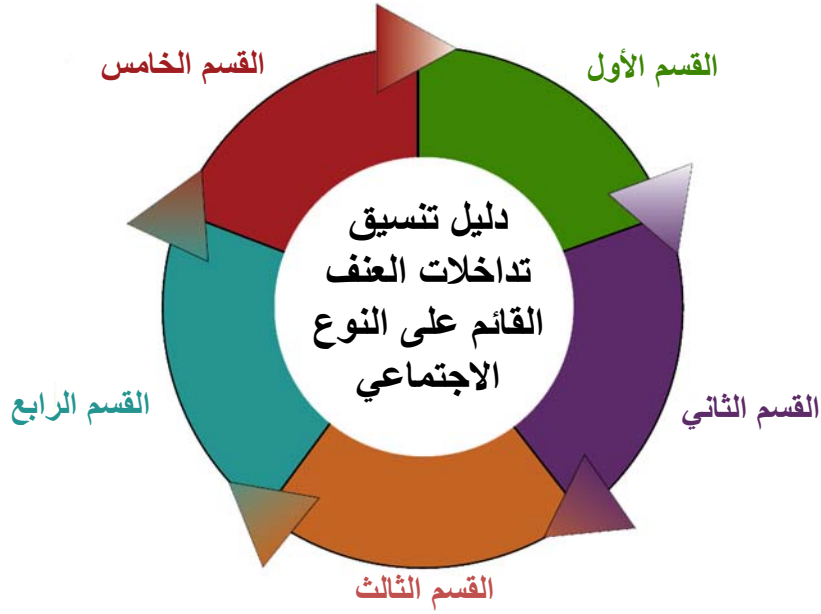 القسم الأول
القسم الثاني
القسم الثالث
القسم الرابع
القسم الخامس
دليل تنسيق
تداخلات العنف
القائم على النوع
الاجتماعي